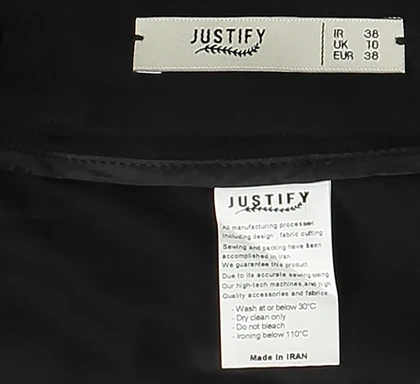 JUSTIFY
IR 38
UK 10
EUR 38
JUSTIFY
All manufacturing processes
including design, fabric cutting
Sewing and packing have been
accomplished in Iran
We guarantee this product
Due to its accurate sewing using
Our high-tech machines and high
Quality accessories and fabrics
- Wash at or below 30°C
- Dry clean only
- Do not bleach
- Ironing below 110°C
Made in IRAN